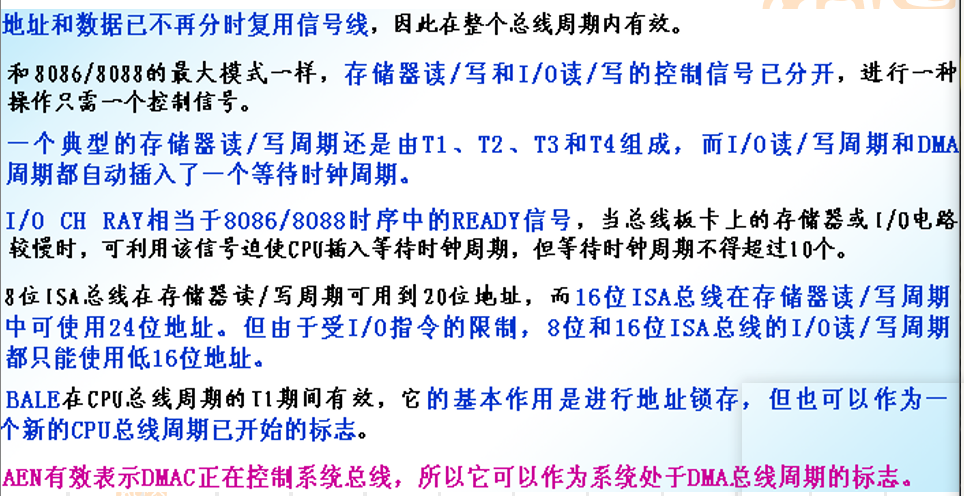 地址和数据已不再分时复用信号线，因此在整个总线周期内有效。
和8086/8088的最大模式一样，存储器读/写和I/O读/写的控制信号已分开，进行一种
操作只需一个控制信号。
一个典型的存储器读/写周期还是由T1、T2、T3和T4组成，而I/O读/写周期和DMA
周期都自动插入了一个等待时钟周期。
I/O CH RAY相当于8086/8088时序中的READY信号，当总线板卡上的存储器或I/O电路
较慢时，可利用该信号迫使CPU插入等待时钟周期，但等待时钟周期不得超过10个。
8位ISA总线在存储器读/写周期可用到20位地址，而16位ISA总线在存储器读/写周期
中可使用24位地址。但由于受I/O指令的限制，8位和16位ISA总线的I/O读/写周期
都只能使用低16位地址。
BALE在CPU总线周期的T1期间有效，它的基本作用是进行地址锁存，但也可以作为一
个新的CPU总线周期已开始的标志。
AEN有效表示DMAC正在控制系统总线，所以它可以作为系统处于DMA总线周期的标志。